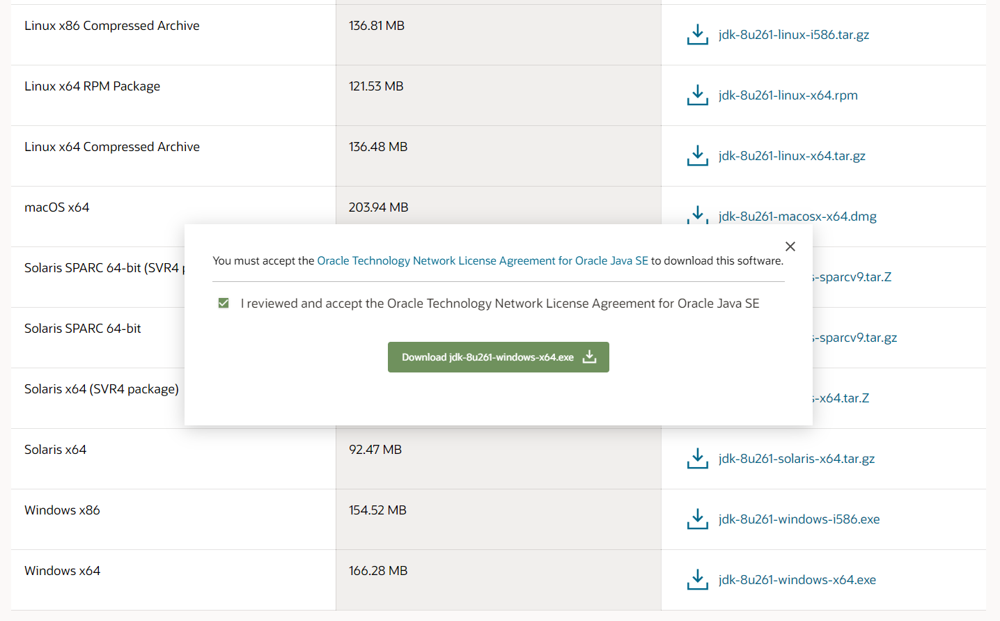 Linux x86 Compressed Archive
136.81 MB
jdk-8u261-linux-i586.tar.gz
Linux x64 RPM Package
121.53 MB
jdk-8u261-linux-x64.rpm
Linux x64 Compressed Archive
136.48 MB
jdk-8u261-linux-x64.tar.gz
macOS x64
203.94 MB
jdk-8u261-macosx-x64.dmg
You must accept the Oracle Technology Network License Agreement for Oracle Java SE to download this software.
I reviewed and accept the Oracle Technology Network License Agreement for Oracle Java SE
Download jdk-8u261-windows-x64.exe
Solaris SPARC 64-bit (SVR4
-sparcv9.tar.Z
Solaris SPARC 64-bit
-sparcv9.tar.gz
Solaris x64 (SVR4 package)
-x64.tar.Z
Solaris x64
92.47 MB
jdk-8u261-solaris-x64.tar.gz
Windows x86
154.52 MB
jdk-8u261-windows-i586.exe
Windows x64
166.28 MB
jdk-8u261-windows-x64.exe